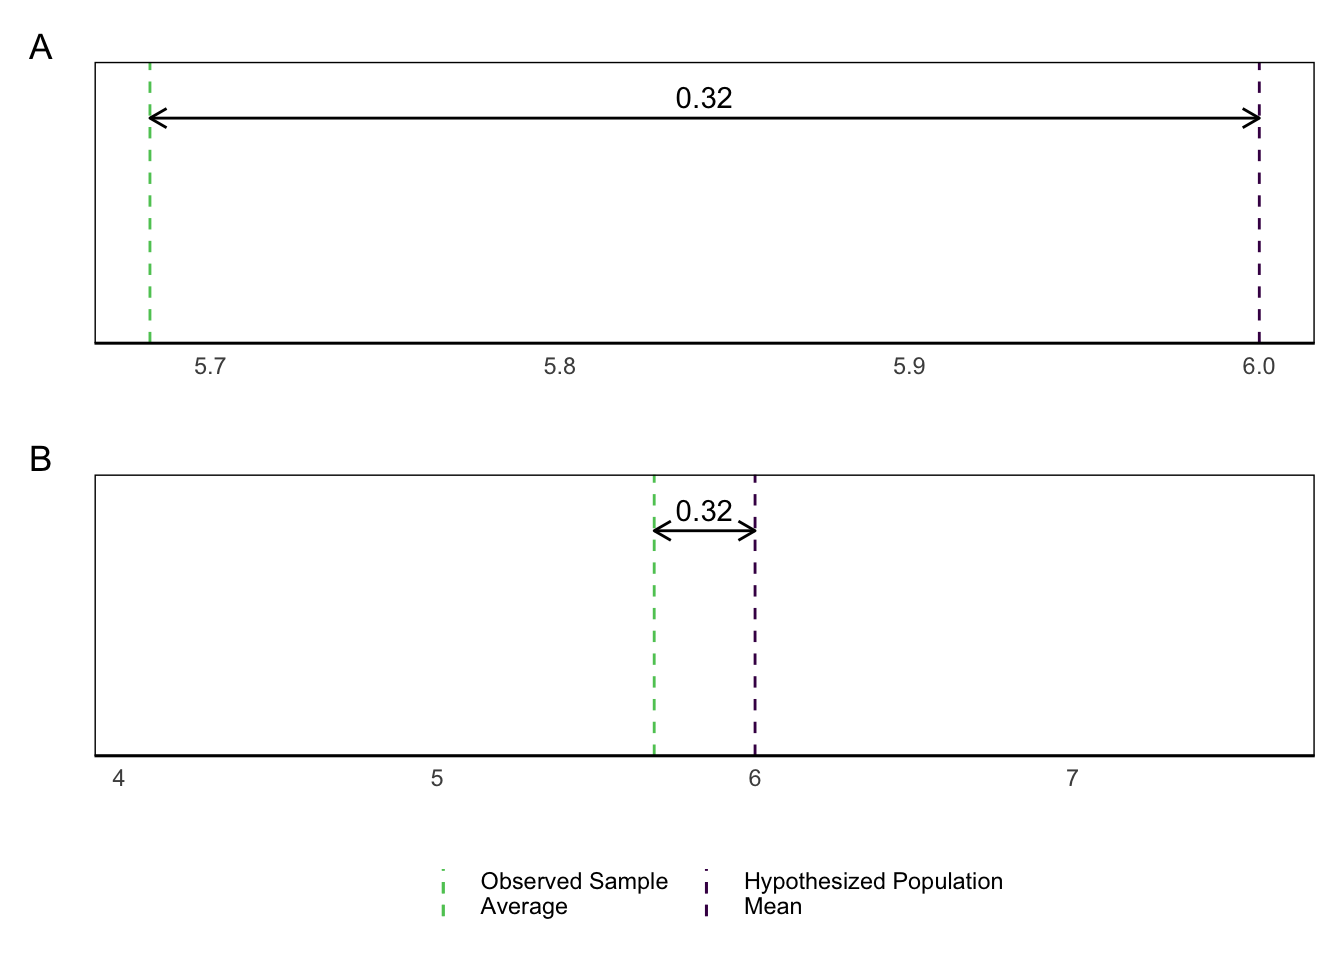 A
0.32
5.7 5.8 5.9 6.0
B
0.32
4 5 6 7
Observed Sample Average
Hypothesized Population Mean